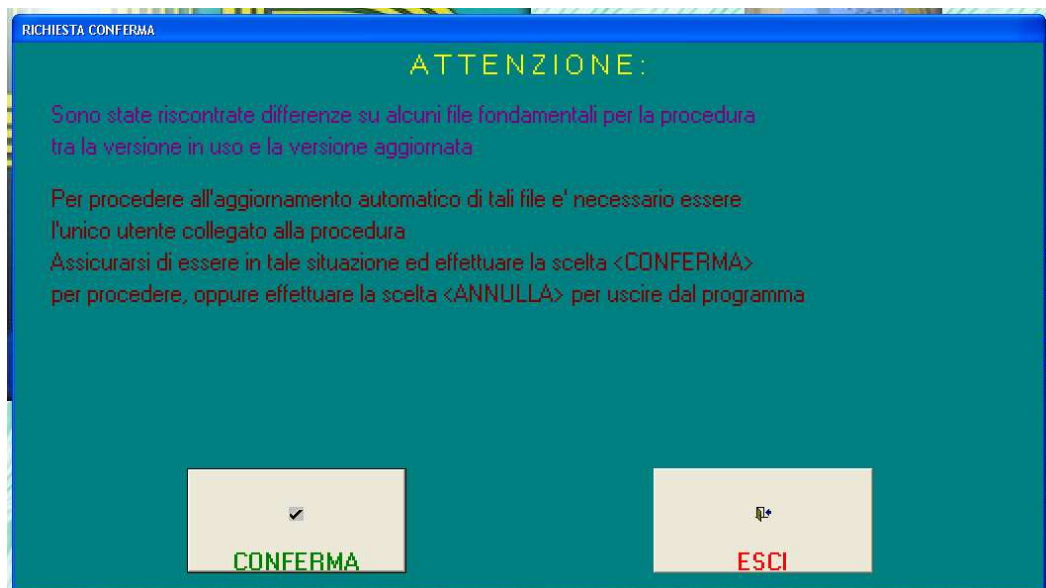 RICHIESTA CONFERMA
ATTENZIONE:
Sono state riscontrate differenze su alcuni file fondamentali per la procedura
tra la versione in uso e la versione aggiornata
Per procedere all'aggiornamento automatico di tali file e' necessario essere
l'unico utente collegato alla procedura
Assicurarsi di essere in tale situazione ed effettuare la scelta <CONFERMA>
per procedere, oppure effettuare la scelta <ANNULLA> per uscire dal programma
CONFERMA
ESCI